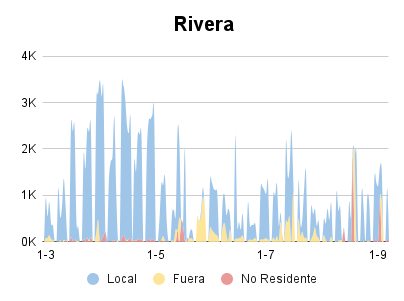 Rivera
4K
3K
2K
1K
0K
1-3 1-5 1-7 1-9
Local Fuera No Residente